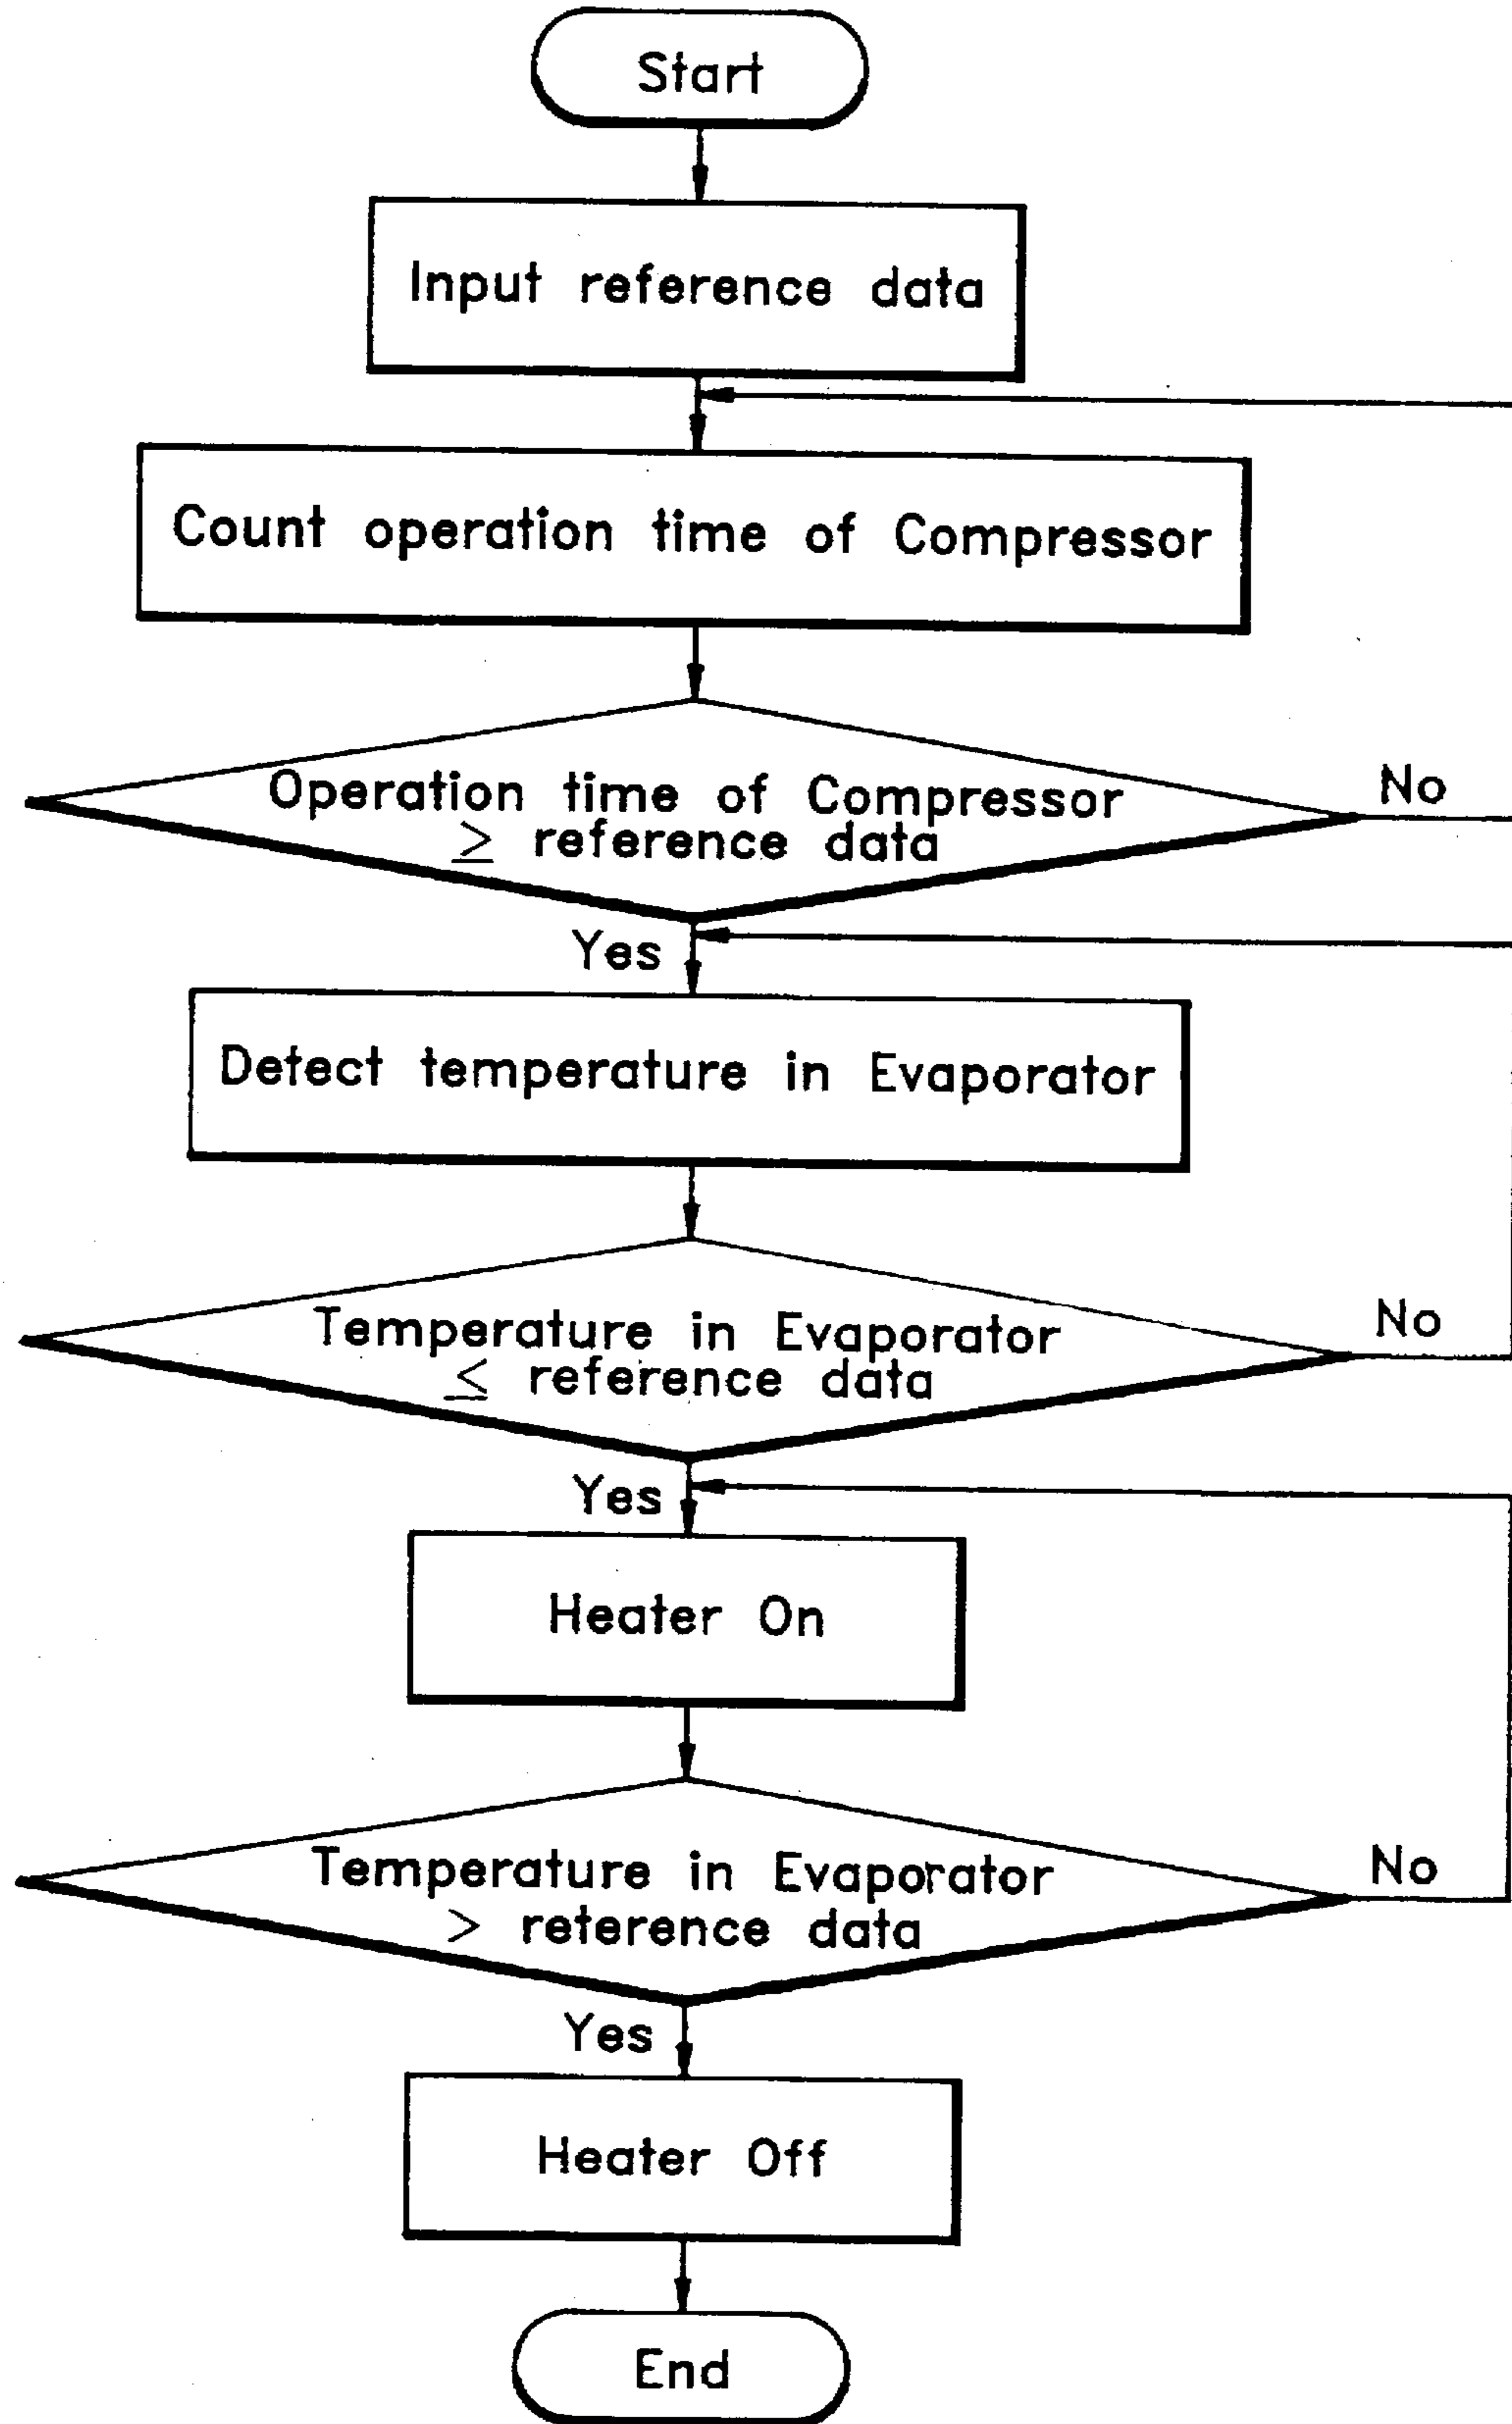 Start
Input reference data
Count operation time of Compressor
Operation time of Compressor
≥ reference data
No
Yes
Detect temperature in Evaporator
Temperature in Evaporator
≤ reference data
No
Yes
Heater On
Temperature in Evaporator
> reference data
No
Yes
Heater Off
End